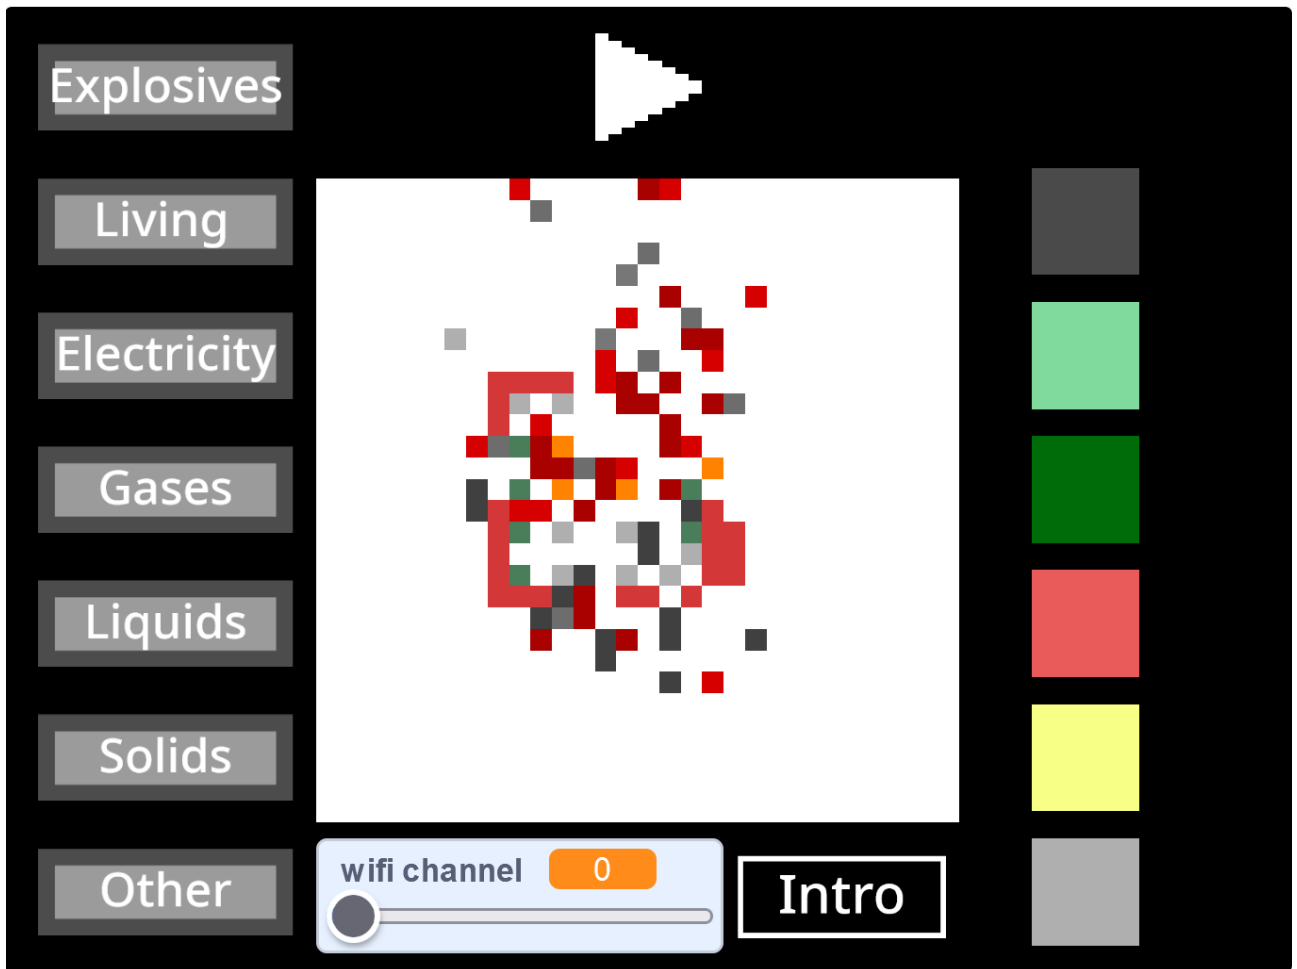 Explosives
Living
Electricity
Gases
Liquids
Solids
Other
wifi channel 0
Intro